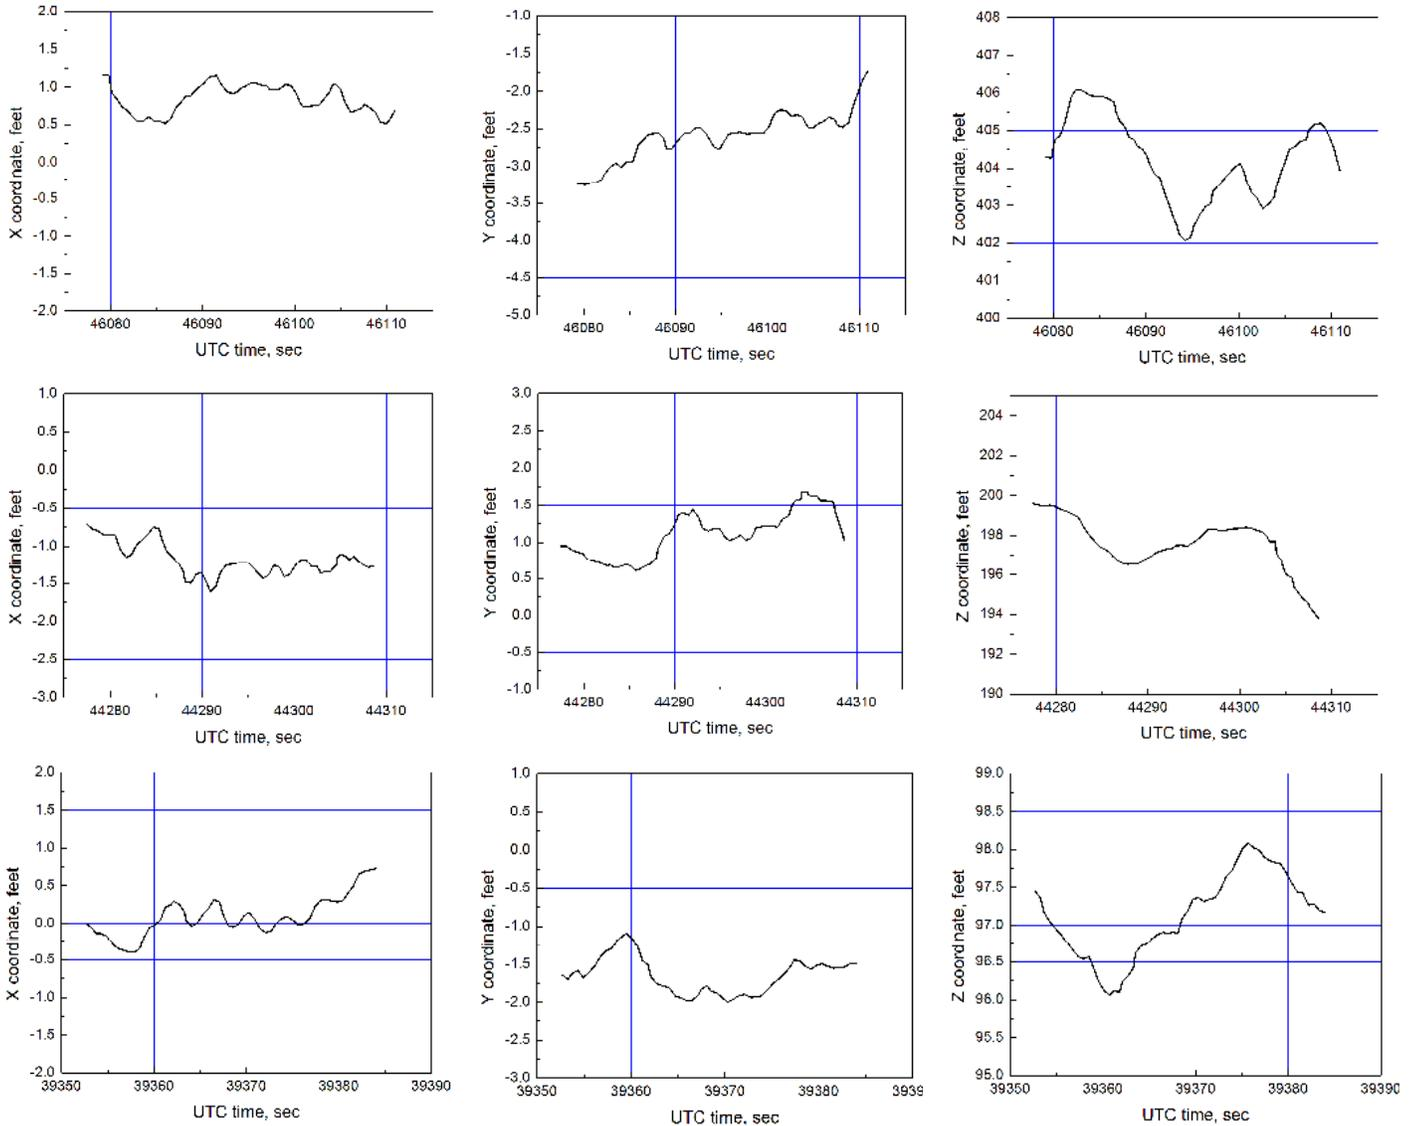 2.0
1.5
1.0
0.5
0.0
-0.5
-1.0
-1.5
-2.0
X coordinate, feet
46080 46090 46100 46110
UTC time, sec
-1.0
-1.5
-2.0
-2.5
-3.0
-3.5
-4.0
-4.5
-5.0
Y coordinate, feet
46080 46090 46100 46110
UTC time, sec
408
407
406
405
404
403
402
401
400
Z coordinate, feet
46080 46090 46100 46110
UTC time, sec
1.0
0.5
0.0
-0.5
-1.0
-1.5
-2.0
-2.5
-3.0
X coordinate, feet
44280 44290 44300 44310
UTC time, sec
3.0
2.5
2.0
1.5
1.0
0.5
0.0
-0.5
-1.0
Y coordinate, feet
44280 44290 44300 44310
UTC time, sec
204
202
200
198
196
194
192
190
Z coordinate, feet
44280 44290 44300 44310
UTC time, sec
2.0
1.5
1.0
0.5
0.0
-0.5
-1.0
-1.5
-2.0
X coordinate, feet
39350 39360 39370 39380 39390
UTC time, sec
1.0
0.5
0.0
-0.5
-1.0
-1.5
-2.0
-2.5
-3.0
Y coordinate, feet
39350 39360 39370 39380 3939
UTC time, sec
99.0
98.5
98.0
97.5
97.0
96.5
96.0
95.5
95.0
Z coordinate, feet
39350 39360 39370 39380 39390
UTC time, sec